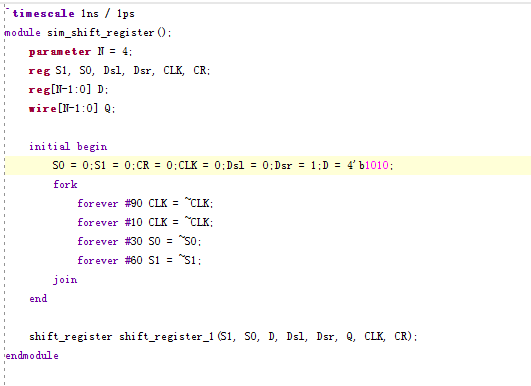 `timescale 1ns / 1ps
module sim_shift_register();
parameter N = 4;
reg S1, S0, Dsl, Dsr, CLK, CR;
reg[N-1:0] D;
wire[N-1:0] Q;
initial begin
S0 = 0;S1 = 0;CR = 0;CLK = 0;Dsl = 0;Dsr = 1;D = 4'b1010;
fork
forever #90 CLK = ~CLK;
forever #10 CLK = ~CLK;
forever #30 S0 = ~S0;
forever #60 S1 = ~S1;
join
end
shift_register shift_register_1(S1, S0, D, Dsl, Dsr, Q, CLK, CR);
endmodule